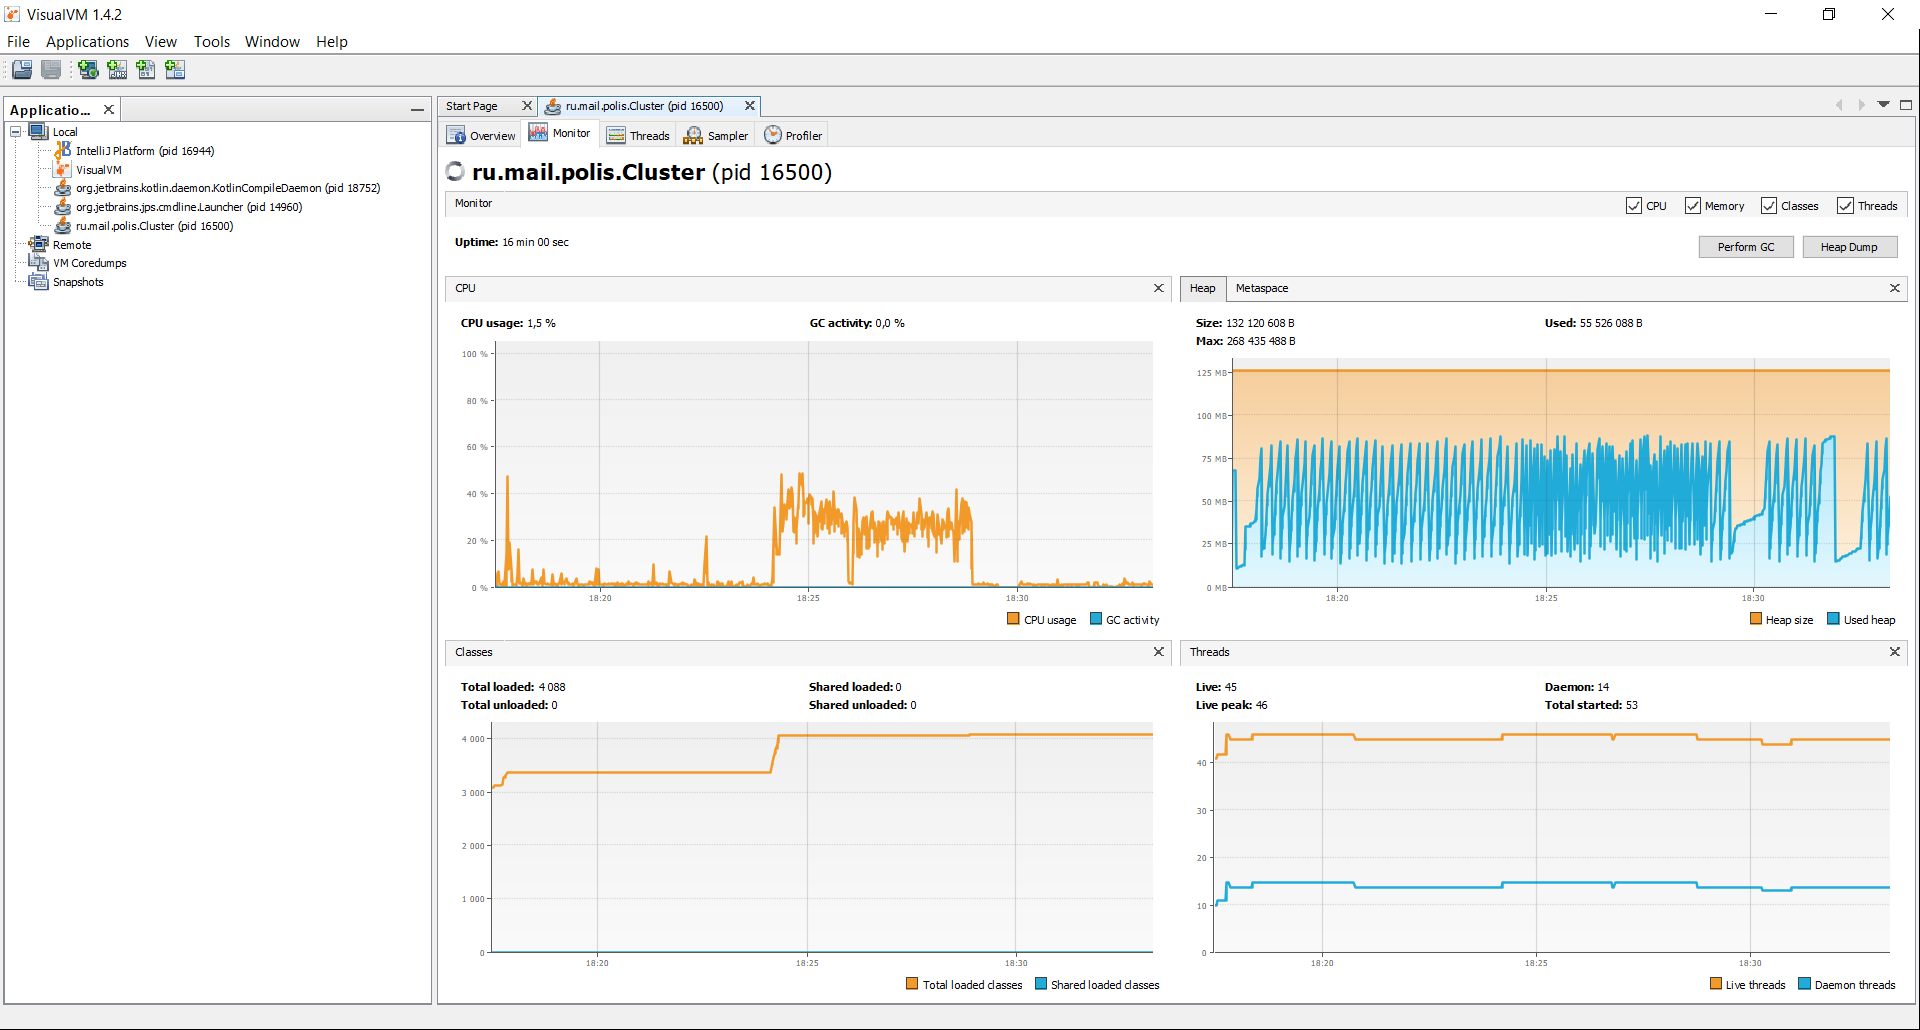 VisualVM 1.4.2
File Applications View Tools Window Help
Applicatio...
Local
IntelliJ Platform (pid 16944)
VisualVM
org.jetbrains.kotlin.daemon.KotlinCompileDaemon (pid 18752)
org.jetbrains.jps.cmdline.Launcher (pid 14960)
ru.mail.polis.Cluster (pid 16500)
Remote
VM Coredumps
Snapshots
Start Page ru.mail.polis.Cluster (pid 16500)
Overview Monitor Threads Sampler Profiler
ru.mail.polis.Cluster (pid 16500)
Monitor CPU Memory Classes Threads
Uptime: 16 min 00 sec
Perform GC Heap Dump
CPU
CPU usage: 1,5 % GC activity: 0,0 %
100 %
80 %
60 %
40 %
20 %
0 %
18:20 18:25 18:30
CPU usage GC activity
Heap Metaspace
Size: 132 120 608 B Used: 55 526 088 B
Max: 268 435 488 B
125 MB
100 MB
75 MB
50 MB
25 MB
0 MB
18:20 18:25 18:30
Heap size Used heap
Classes
Total loaded: 4 088 Shared loaded: 0
Total unloaded: 0 Shared unloaded: 0
4 000
3 000
2 000
1 000
0
18:20 18:25 18:30
Total loaded classes Shared loaded classes
Threads
Live: 45 Daemon: 14
Live peak: 46 Total started: 53
40
30
20
10
0
18:20 18:25 18:30
Live threads Daemon threads